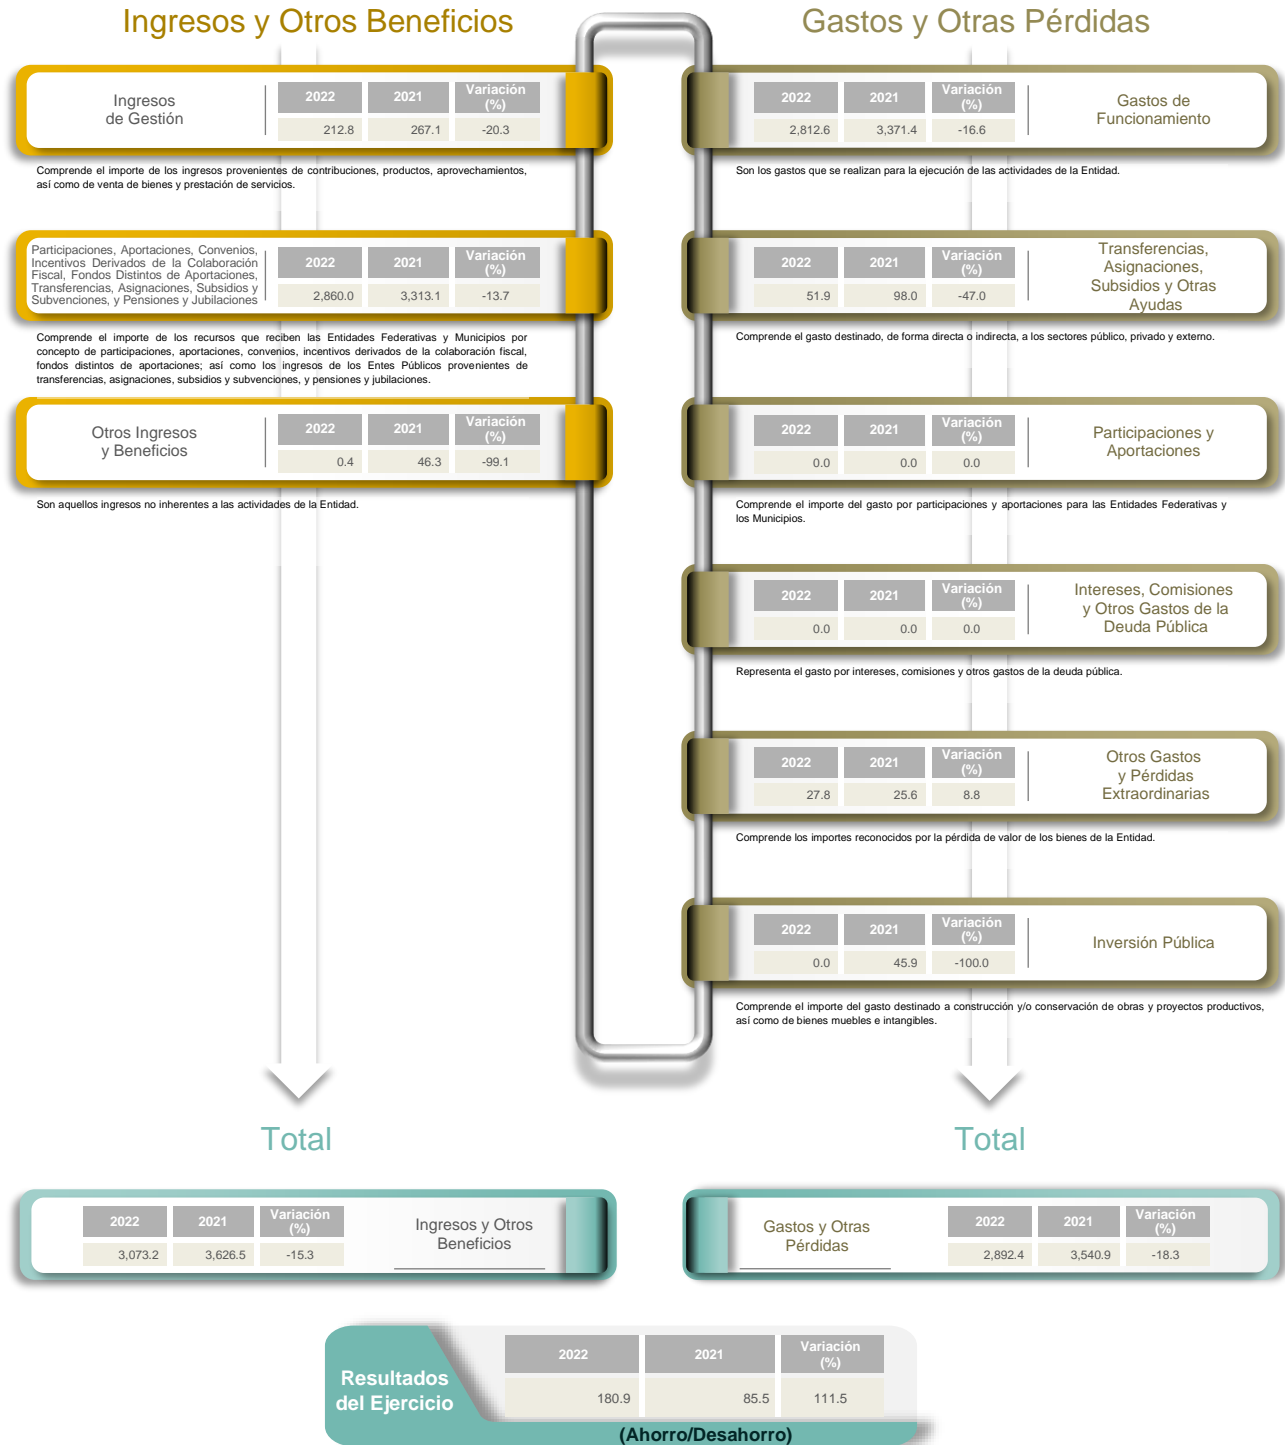 Ingresos y Otros Beneficios
Ingresos
de Gestión
2022 2021 Variación
(%)
212.8 267.1 -20.3
Comprende el importe de los ingresos provenientes de contribuciones, productos, aprovechamientos,
así como de venta de bienes y prestación de servicios.
Participaciones, Aportaciones, Convenios,
Incentivos Derivados de la Colaboración
Fiscal, Fondos Distintos de Aportaciones,
Transferencias, Asignaciones, Subsidios y
Subvenciones, y Pensiones y Jubilaciones
2022 2021 Variación
(%)
2,860.0 3,313.1 -13.7
Comprende el importe de los recursos que reciben las Entidades Federativas y Municipios por
concepto de participaciones, aportaciones, convenios, incentivos derivados de la colaboración fiscal,
fondos distintos de aportaciones; así como los ingresos de los Entes Públicos provenientes de
transferencias, asignaciones, subsidios y subvenciones, y pensiones y jubilaciones.
Otros Ingresos
y Beneficios
2022 2021 Variación
(%)
0.4 46.3 -99.1
Son aquellos ingresos no inherentes a las actividades de la Entidad.
Gastos y Otras Pérdidas
2022 2021 Variación
(%)
2,812.6 3,371.4 -16.6
Gastos de
Funcionamiento
Son los gastos que se realizan para la ejecución de las actividades de la Entidad.
2022 2021 Variación
(%)
51.9 98.0 -47.0
Transferencias,
Asignaciones,
Subsidios y Otras
Ayudas
Comprende el gasto destinado, de forma directa o indirecta, a los sectores público, privado y externo.
2022 2021 Variación
(%)
0.0 0.0 0.0
Participaciones y
Aportaciones
Comprende el importe del gasto por participaciones y aportaciones para las Entidades Federativas y
los Municipios.
2022 2021 Variación
(%)
0.0 0.0 0.0
Intereses, Comisiones
y Otros Gastos de la
Deuda Pública
Representa el gasto por intereses, comisiones y otros gastos de la deuda pública.
2022 2021 Variación
(%)
27.8 25.6 8.8
Otros Gastos
y Pérdidas
Extraordinarias
Comprende los importes reconocidos por la pérdida de valor de los bienes de la Entidad.
2022 2021 Variación
(%)
0.0 45.9 -100.0
Inversión Pública
Comprende el importe del gasto destinado a construcción y/o conservación de obras y proyectos productivos,
así como de bienes muebles e intangibles.
Total
2022 2021 Variación
(%)
3,073.2 3,626.5 -15.3
Ingresos y Otros
Beneficios
Total
Gastos y Otras
Pérdidas
2022 2021 Variación
(%)
2,892.4 3,540.9 -18.3
Resultados
del Ejercicio
2022 2021 Variación
(%)
180.9 85.5 111.5
(Ahorro/Desahorro)